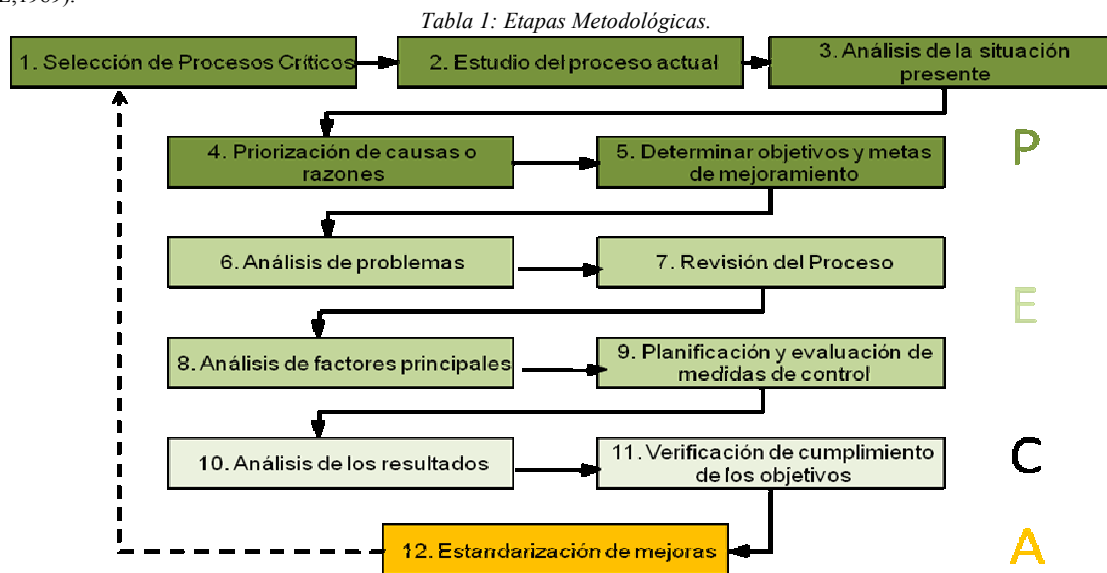 E,1989).
Tabla 1: Etapas Metodológicas.
1. Selección de Procesos Críticos
2. Estudio del proceso actual
3. Análisis de la situación
presente
4. Priorización de causas o
razones
5. Determinar objetivos y metas
de mejoramiento
P
6. Análisis de problemas
7. Revisión del Proceso
E
8. Análisis de factores principales
9. Planificación y evaluación de
medidas de control
10. Análisis de los resultados
11. Verificación de cumplimiento
de los objetivos
C
12. Estandarización de mejoras
A